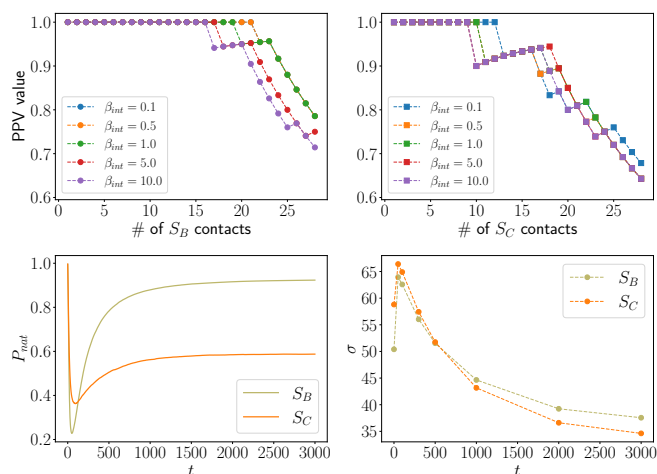 PPV value
1.0
0.9
0.8
0.7
0.6
β_int = 0.1
β_int = 0.5
β_int = 1.0
β_int = 5.0
β_int = 10.0
0 5 10 15 20 25
# of S_B contacts
1.0
0.9
0.8
0.7
0.6
β_int = 0.1
β_int = 0.5
β_int = 1.0
β_int = 5.0
β_int = 10.0
0 5 10 15 20 25
# of S_C contacts
P_nat
1.0
0.8
0.6
0.4
0.2
S_B
S_C
0 500 1000 1500 2000 2500 3000
t
σ
65
60
55
50
45
40
35
S_B
S_C
0 500 1000 1500 2000 2500 3000
t